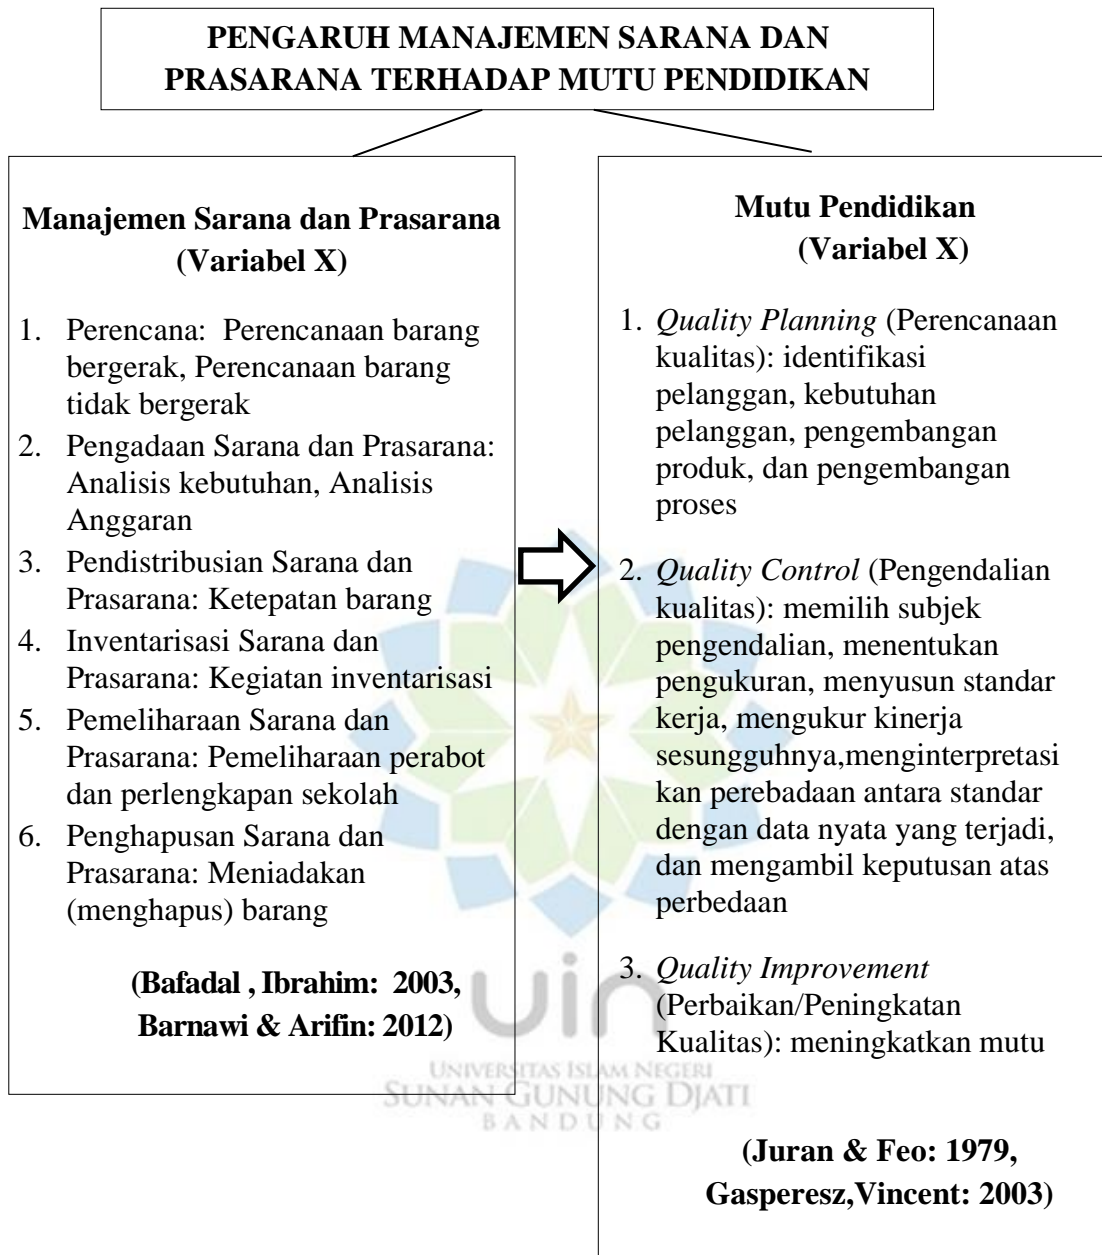 PENGARUH MANAJEMEN SARANA DAN
PRASARANA TERHADAP MUTU PENDIDIKAN
Manajemen Sarana dan Prasarana
(Variabel X)
1. Perencana: Perencanaan barang
bergerak, Perencanaan barang
tidak bergerak
2. Pengadaan Sarana dan Prasarana:
Analisis kebutuhan, Analisis
Anggaran
3. Pendistribusian Sarana dan
Prasarana: Ketepatan barang
4. Inventarisasi Sarana dan
Prasarana: Kegiatan inventarisasi
5. Pemeliharaan Sarana dan
Prasarana: Pemeliharaan perabot
dan perlengkapan sekolah
6. Penghapusan Sarana dan
Prasarana: Meniadakan
(menghapus) barang
(Bafadal , Ibrahim: 2003,
Barnawi & Arifin: 2012)
Mutu Pendidikan
(Variabel X)
1. Quality Planning (Perencanaan
kualitas): identifikasi
pelanggan, kebutuhan
pelanggan, pengembangan
produk, dan pengembangan
proses
2. Quality Control (Pengendalian
kualitas): memilih subjek
pengendalian, menentukan
pengukuran, menyusun standar
kerja, mengukur kinerja
sesungguhnya,menginterpretasi
kan perebadaan antara standar
dengan data nyata yang terjadi,
dan mengambil keputusan atas
perbedaan
3. Quality Improvement
(Perbaikan/Peningkatan
Kualitas): meningkatkan mutu
(Juran & Feo: 1979,
Gasperesz,Vincent: 2003)
uin
UNIVERSITAS ISLAM NEGERI
SUNAN GUNUNG DJATI
BANDUNG